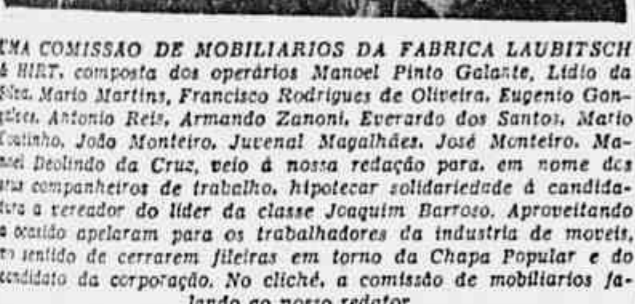 UMA COMISSAO DE MOBILIARIOS DA FABRICA LAUBITSCH
& HIRT, composta dos operários Manoel Pinto Galante, Lidio da
Silva, Mario Martins, Francisco Rodrigues de Oliveira, Eugenio Gon-
çalves, Antonio Reis, Armando Zanoni, Everardo dos Santos, Mario
Coutinho, João Monteiro, Juvenal Magalhães, José Monteiro, Ma-
noel Deolindo da Cruz, veio á nossa redação para, em nome dos
seus companheiros de trabalho, hipotecar solidariedade á candida-
tura a vereador do lider da classe Joaquim Barroso. Aproveitando
a ocasião apelaram para os trabalhadores da industria de moveis,
no sentido de cerrarem fileiras em torno da Chapa Popular e do
candidato da corporação. No cliché, a comissão de mobiliarios fa-
lando ao nosso redator